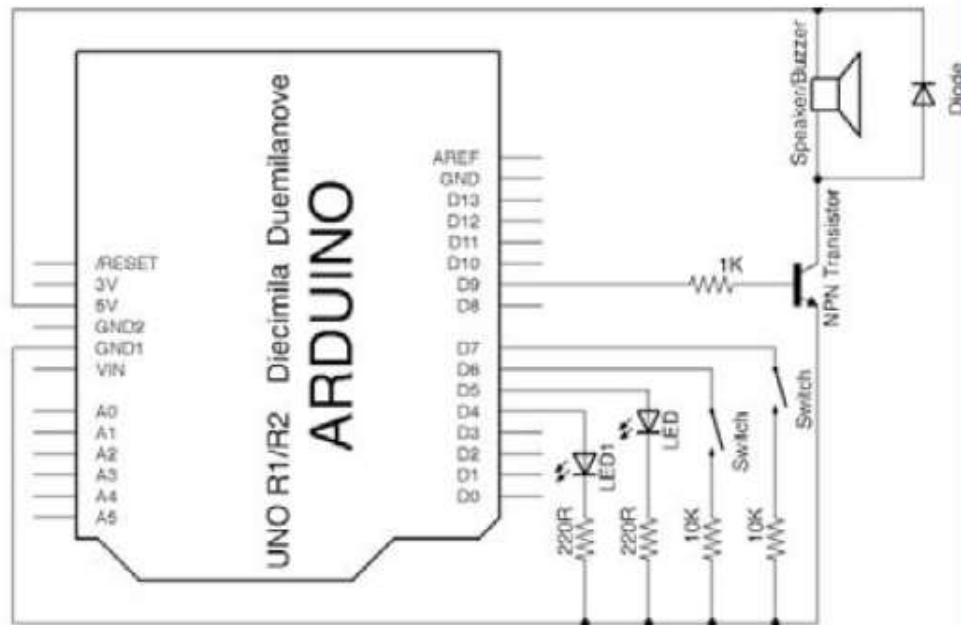 UNO R1/R2 Diecimila Duemilanove
ARDUINO
/RESET
3V
5V
GND2
GND1
VIN
A0
A1
A2
A3
A4
A5
AREF
GND
D13
D12
D11
D10
D9
D8
D7
D6
D5
D4
D3
D2
D1
D0
Speaker/Buzzer
Diode
1K
NPN Transistor
Switch
Switch
LED
LED1
220R
220R
10K
10K